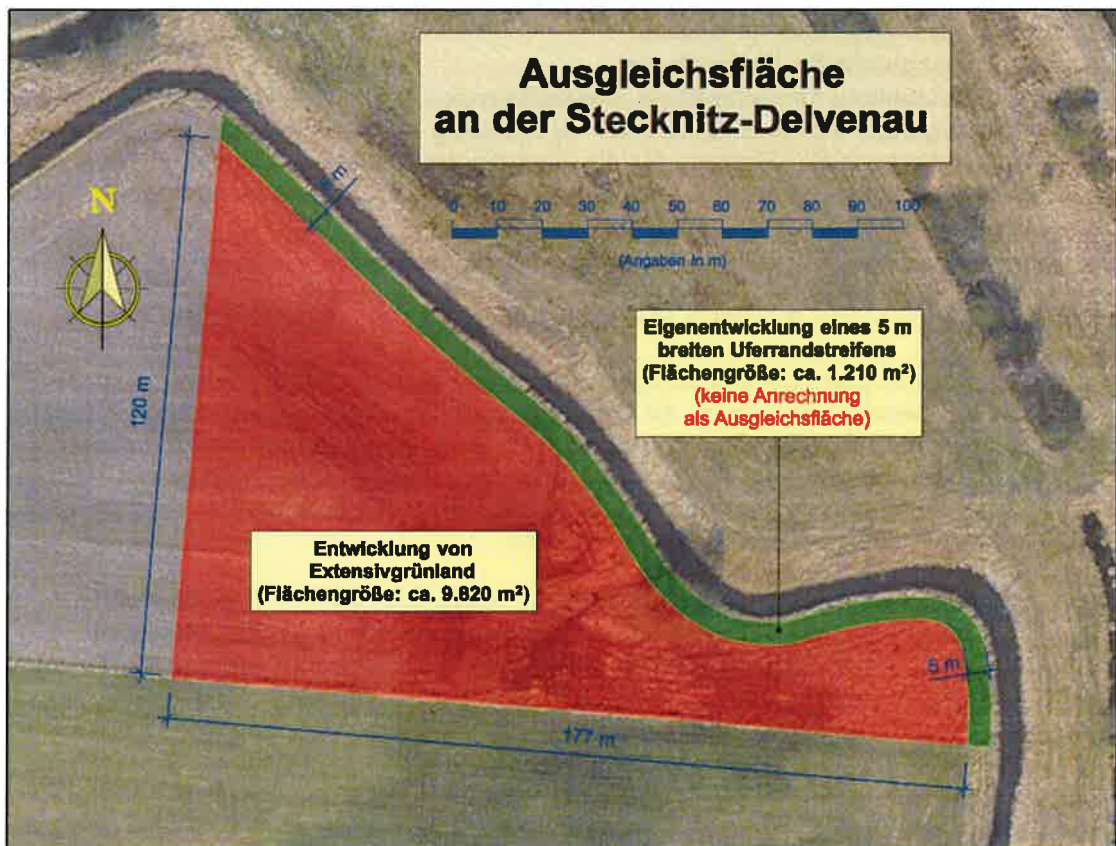 Ausgleichsfläche
an der Stecknitz-Delvenau
N
0 10 20 30 40 50 60 70 80 90 100
(Angaben in m)
Eigenentwicklung eines 5 m
breiten Uferrandstreifens
(Flächengröße: ca. 1.210 m²)
(keine Anrechnung
als Ausgleichsfläche)
120 m
Entwicklung von
Extensivgrünland
(Flächengröße: ca. 9.820 m²)
5 m
177 m